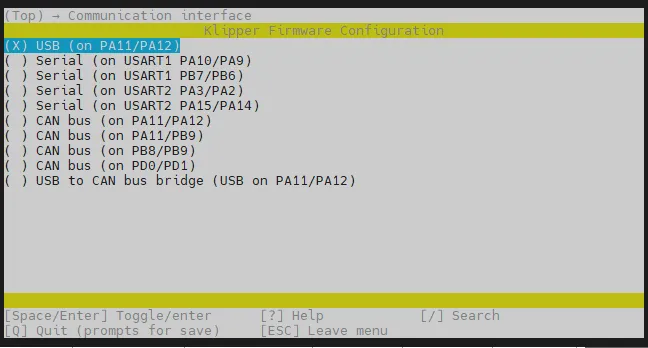 (Top) → Communication interface
Klipper Firmware Configuration
(X) USB (on PA11/PA12)
( ) Serial (on USART1 PA10/PA9)
( ) Serial (on USART1 PB7/PB6)
( ) Serial (on USART2 PA3/PA2)
( ) Serial (on USART2 PA15/PA14)
( ) CAN bus (on PA11/PA12)
( ) CAN bus (on PA11/PB9)
( ) CAN bus (on PB8/PB9)
( ) CAN bus (on PD0/PD1)
( ) USB to CAN bus bridge (USB on PA11/PA12)
[Space/Enter] Toggle/enter [?] Help [/] Search
[Q] Quit (prompts for save) [ESC] Leave menu